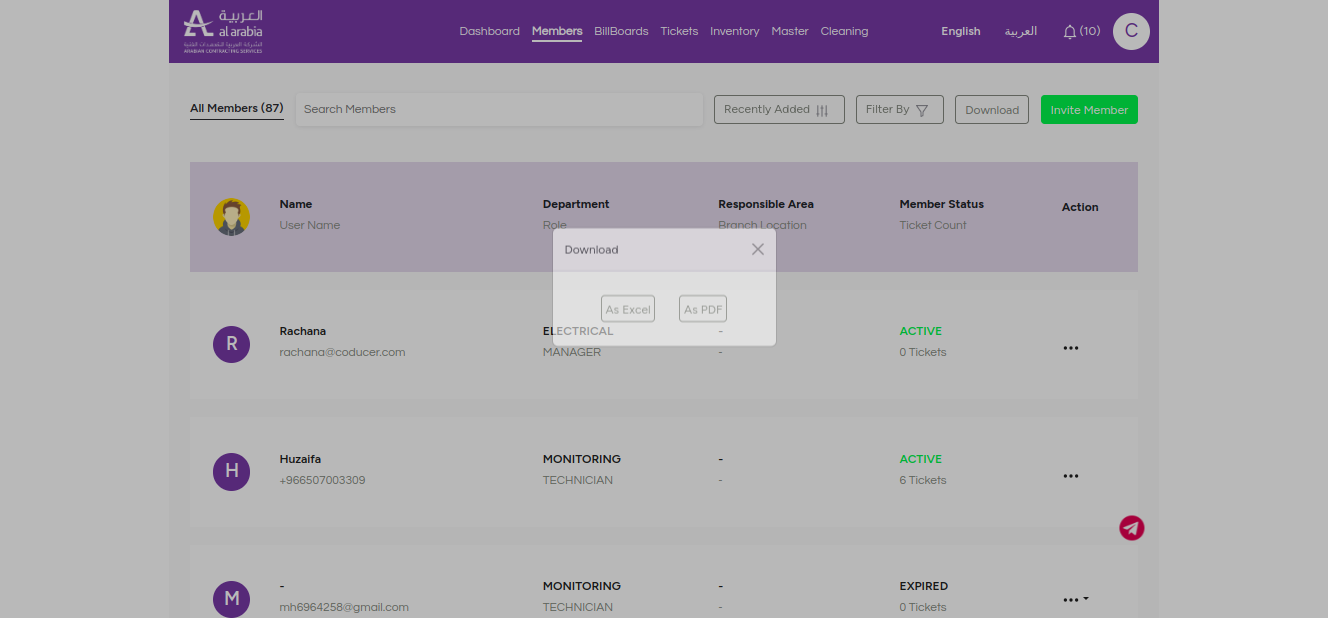 العربية
al arabia
ARABIAN CONTRACTING SERVICES
Dashboard Members BillBoards Tickets Inventory Master Cleaning English العربية (10) C
All Members (87) Search Members Recently Added Filter By Download Invite Member
Name Department Responsible Area Member Status Action
User Name Role Branch Location Ticket Count
Download
As Excel As PDF
R Rachana ELECTRICAL - ACTIVE
rachana@coducer.com MANAGER - 0 Tickets
H Huzaifa MONITORING - ACTIVE
+966507003309 TECHNICIAN - 6 Tickets
M - MONITORING - EXPIRED
mh6964258@gmail.com TECHNICIAN - 0 Tickets